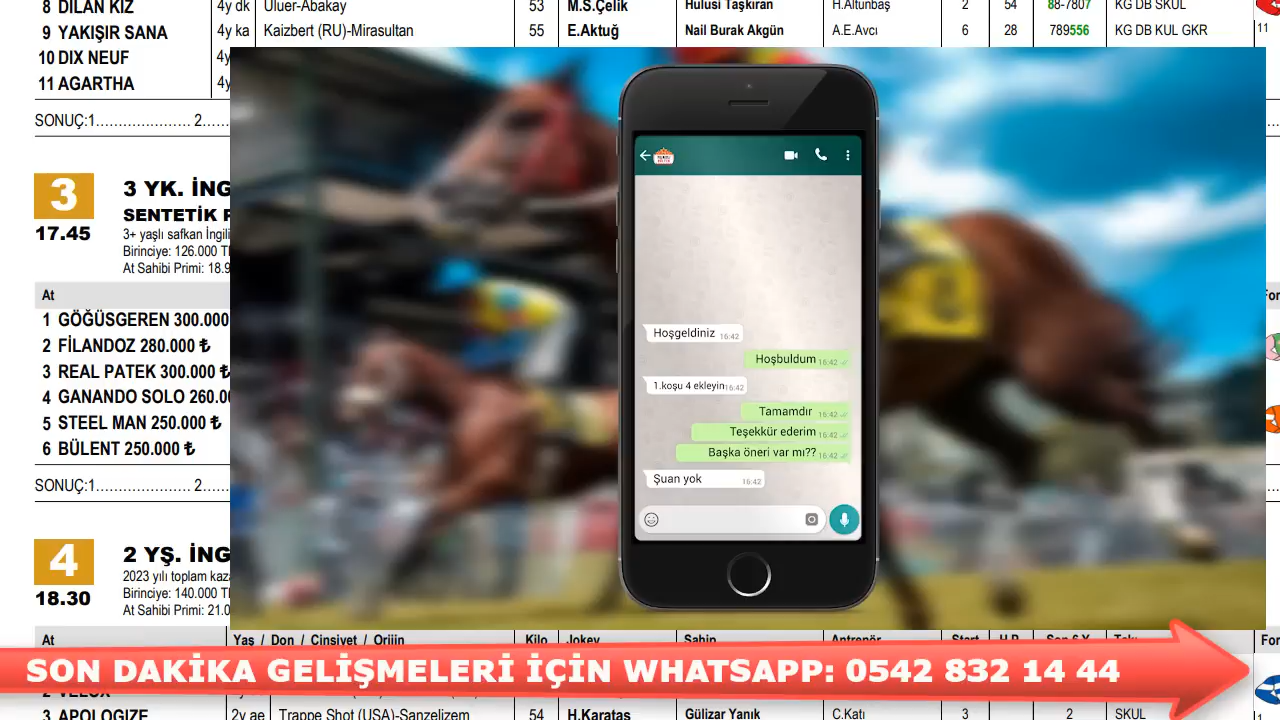 8 DİLAN KIZ 4y dk Uluer-Abakay 53 M.S.Çelik Hulusi Taşkıran H.Altunbaş 2 54 88-7807 KG DB SKUL
9 YAKIŞIR SANA 4y ka Kaizbert (RU)-Mirasultan 55 E.Aktuğ Nail Burak Akgün A.E.Avcı 6 28 789556 KG DB KUL GKR 11
10 DIX NEUF 4y
11 AGARTHA 4y
SONUÇ:1..................... 2......
3
17.45
3 YK. İNG
SENTETİK
3+ yaşlı safkan İngili
Birinciye: 126.000 TL
At Sahibi Primi: 18.9
At
1 GÖĞÜSGEREN 300.000
2 FİLANDOZ 280.000 ₺
3 REAL PATEK 300.000 ₺
4 GANANDO SOLO 260.00
5 STEEL MAN 250.000 ₺
6 BÜLENT 250.000 ₺
SONUÇ:1..................... 2......
Hoşgeldiniz 16:42
Hoşbuldum 16:42
1.koşu 4 ekleyin 16:42
Tamamdır 16:42
Teşekkür ederim 16:42
Başka öneri var mı?? 16:42
Şuan yok 16:42
4
18.30
2 YŞ. İNG
2023 yılı toplam kaza
Birinciye: 140.000 TL
At Sahibi Primi: 21.0
At Yaş / Don / Cinsiyet / Orijin Kilo Jokey Sahip Antrenör Start H.P Son 6 Y. Takı For
SON DAKİKA GELİŞMELERİ İÇİN WHATSAPP: 0542 832 14 44
3 APOLOGIZE 2y ae Trappe Shot (USA)-Sanzelizem 54 H.Karataş Gülizar Yanık C.Katı 3 2 SKUL